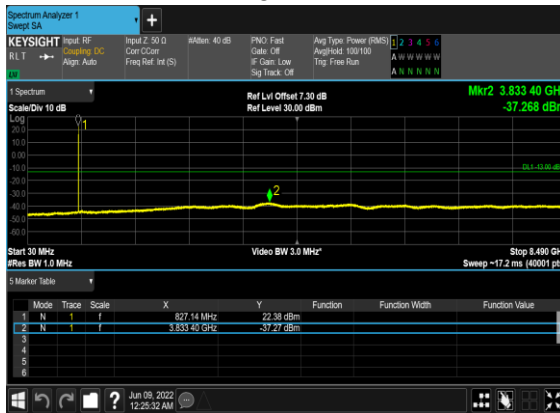 Spectrum Analyzer 1
Swept SA
+
KEYSIGHT Input: RF Input Z: 50 Ω #Atten: 40 dB PNO: Fast Avg Type: Power (RMS) 1 2 3 4 5 6
RLT Coupling: DC Corr CCorr Gate: Off Avg|Hold: 100/100 A W W W W W
Align: Auto Freq Ref: Int (S) IF Gain: Low Trig: Free Run
Sig Track: Off A N N N N N
1 Spectrum Ref Lvl Offset 7.30 dB Mkr2 3.833 40 GH
Scale/Div 10 dB Ref Level 30.00 dBm -37.268 dBr
Log
1
20.0
10.0
0.00
-10.0
DL1 -13.00 dB
-20.0
-30.0
2
-40.0
-50.0
-60.0
Start 30 MHz Video BW 3.0 MHz* Stop 8.490 GH
#Res BW 1.0 MHz Sweep ~17.2 ms (40001 pt
5 Marker Table
Mode Trace Scale X Y Function Function Width Function Value
1 N 1 f 827.14 MHz 22.38 dBm
2 N 1 f 3.833 40 GHz -37.27 dBm
3
4
5
6
? Jun 09, 2022
12:25:32 AM